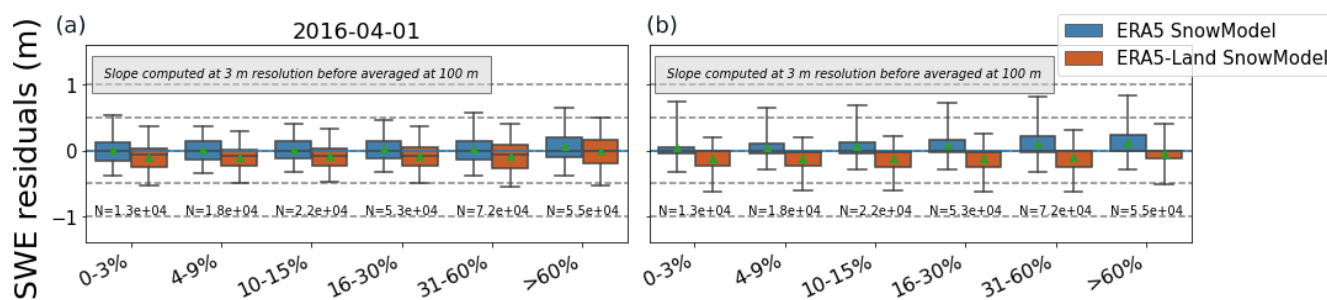 (a)
2016-04-01
(b)
ERA5 SnowModel
ERA5-Land SnowModel
SWE residuals (m)
Slope computed at 3 m resolution before averaged at 100 m
Slope computed at 3 m resolution before averaged at 100 m
1
0
−1
N=1.3e+04 N=1.8e+04 N=2.2e+04 N=5.3e+04 N=7.2e+04 N=5.5e+04
N=1.3e+04 N=1.8e+04 N=2.2e+04 N=5.3e+04 N=7.2e+04 N=5.5e+04
0-3% 4-9% 10-15% 16-30% 31-60% >60%
0-3% 4-9% 10-15% 16-30% 31-60% >60%